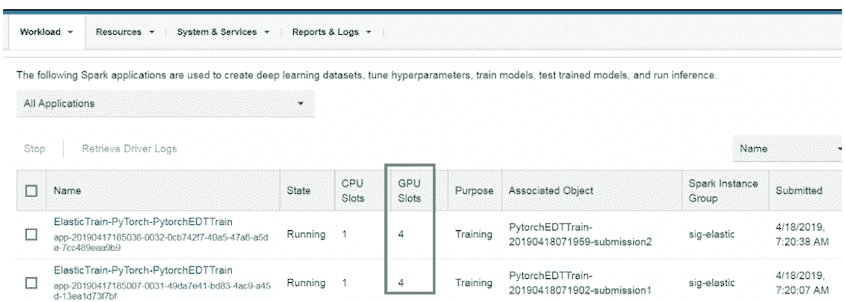 Workload Resources System & Services Reports & Logs
The following Spark applications are used to create deep learning datasets, tune hyperparameters, train models, test trained models, and run inference.
All Applications
Stop Retrieve Driver Logs Name
Name State CPU Slots GPU Slots Purpose Associated Object Spark Instance Group Submitted
ElasticTrain-PyTorch-PytorchEDTTrain
app-20190417185038-0032-0cb742f7-40a5-47a8-a5d
a-7cc489eaa9b9
Running 1 4 Training
PytorchEDTTrain-
20190418071959-submission2
sig-elastic
4/18/2019,
7:20:38 AM
ElasticTrain-PyTorch-PytorchEDTTrain
app-20190417185007-0031-49da7e41-bd83-4ac9-a45
d-13ea1d73f7bf
Running 1 4 Training
PytorchEDTTrain-
20190418071902-submission1
sig-elastic
4/18/2019,
7:20:07 AM